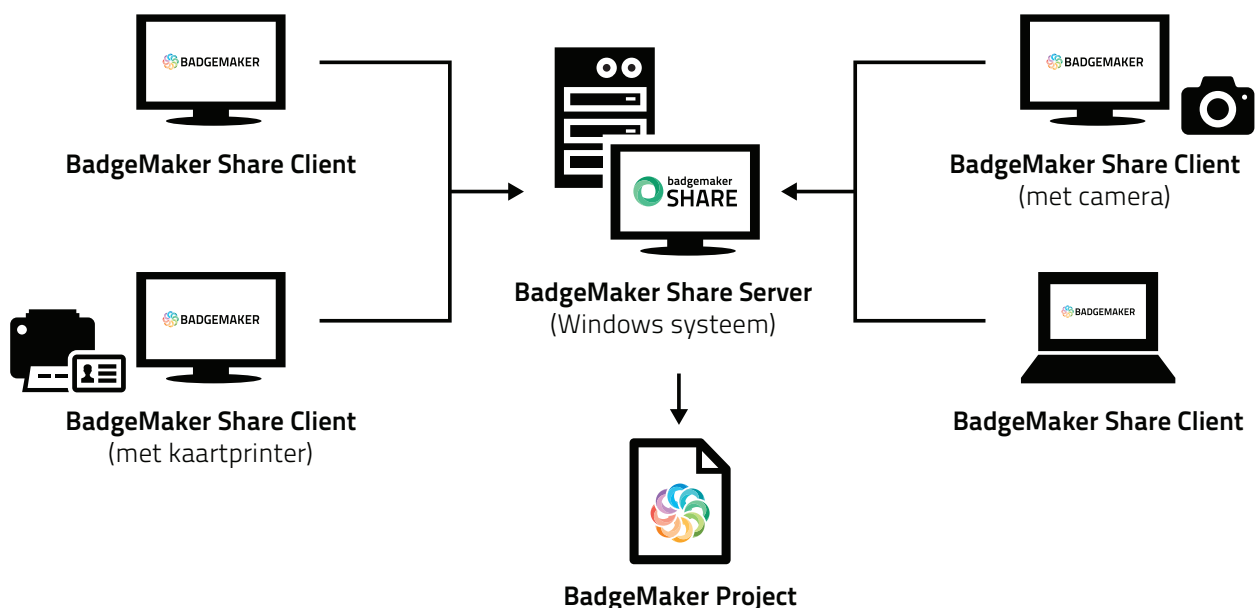 BADGEMAKER
BadgeMaker Share Client
BADGEMAKER
BadgeMaker Share Client
(met kaartprinter)
badgemaker
SHARE
BadgeMaker Share Server
(Windows systeem)
BadgeMaker Project
BADGEMAKER
BadgeMaker Share Client
(met camera)
BADGEMAKER
BadgeMaker Share Client